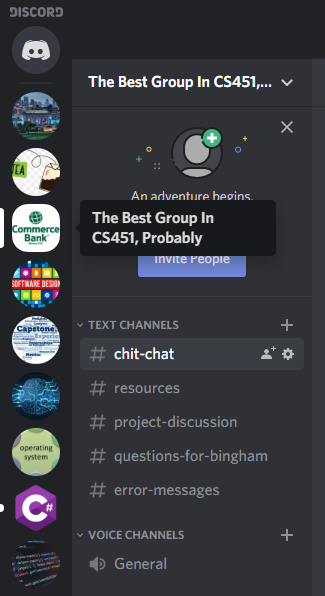 DISCORD
The Best Group In CS451,...
An adventure begins.
The Best Group In
CS451, Probably
Invite People
TEA
Commerce
Bank
SOFTWARE DESIGN
Capstone
operating
system
C#
TEXT CHANNELS
# chit-chat
# resources
# project-discussion
# questions-for-bingham
# error-messages
VOICE CHANNELS
General